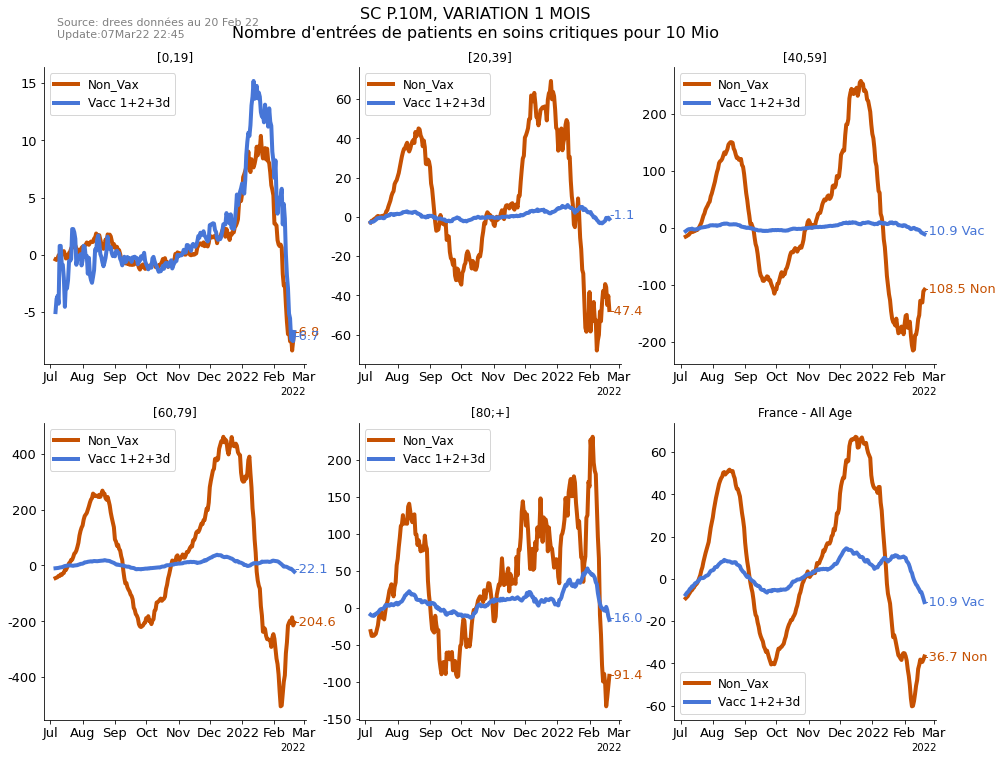 SC P.10M, VARIATION 1 MOIS
Source: drees données au 20 Feb 22
Nombre d'entrées de patients en soins critiques pour 10 Mio
Update:07Mar22 22:45
[0,19]
Non_Vax
Vacc 1+2+3d
15
10
5
0
-5
-6.8
-6.7
Jul Aug Sep Oct Nov Dec 2022 Feb Mar
2022
[20,39]
Non_Vax
Vacc 1+2+3d
60
40
20
0
-20
-40
-60
-1.1
-47.4
Jul Aug Sep Oct Nov Dec 2022 Feb Mar
2022
[40,59]
Non_Vax
Vacc 1+2+3d
200
100
0
-100
-200
-10.9 Vac
-108.5 Non
Jul Aug Sep Oct Nov Dec 2022 Feb Mar
2022
[60,79]
Non_Vax
Vacc 1+2+3d
400
200
0
-200
-400
-22.1
-204.6
Jul Aug Sep Oct Nov Dec 2022 Feb Mar
2022
[80;+]
Non_Vax
Vacc 1+2+3d
200
150
100
50
0
-50
-100
-150
-16.0
-91.4
Jul Aug Sep Oct Nov Dec 2022 Feb Mar
2022
France - All Age
60
40
20
0
-20
-40
-60
-10.9 Vac
-36.7 Non
Non_Vax
Vacc 1+2+3d
Jul Aug Sep Oct Nov Dec 2022 Feb Mar
2022